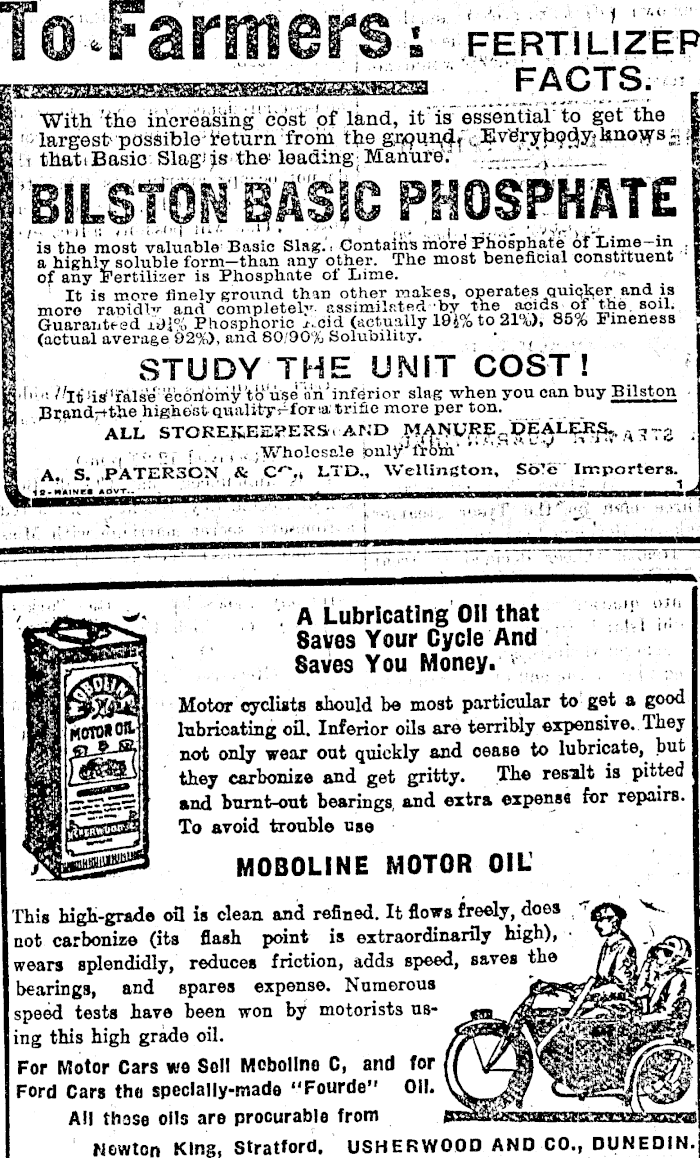 To Farmers:
FERTILIZER
FACTS.
With the increasing cost of land, it is essential to get the
largest possible return from the ground. Everybody knows
that Basic Slag is the leading Manure.
BILSTON BASIC PHOSPHATE
is the most valuable Basic Slag. Contains more Phosphate of Lime—in
a highly soluble form—than any other. The most beneficial constituent
of any Fertilizer is Phosphate of Lime.
It is more finely ground than other makes, operates quicker and is
more rapidly and completely assimilated by the acids of the soil.
Guaranteed Phosphoric Acid (actually 19½% to 21%), 85% Fineness
(actual average 92%), and 80/90% Solubility.
STUDY THE UNIT COST!
It is false economy to use an inferior slag when you can buy Bilston
Brand—the highest quality—for a trifle more per ton.
ALL STOREKEEPERS AND MANURE DEALERS.
Wholesale only from
A. S. PATERSON & CO., LTD., Wellington, Sole Importers.
12-MAINES ADVT. 1
A Lubricating Oil that
Saves Your Cycle And
Saves You Money.
MOTOR OIL
Motor cyclists should be most particular to get a good
lubricating oil. Inferior oils are terribly expensive. They
not only wear out quickly and cease to lubricate, but
they carbonize and get gritty. The result is pitted
and burnt-out bearings and extra expense for repairs.
To avoid trouble use
MOBOLINE MOTOR OIL
This high-grade oil is clean and refined. It flows freely, does
not carbonize (its flash point is extraordinarily high),
wears splendidly, reduces friction, adds speed, saves the
bearings, and spares expense. Numerous
speed tests have been won by motorists us-
ing this high grade oil.
For Motor Cars we Sell Moboline C, and for
Ford Cars the specially-made "Fourde" Oil.
All these oils are procurable from
Newton King, Stratford. USHERWOOD AND CO., DUNEDIN.